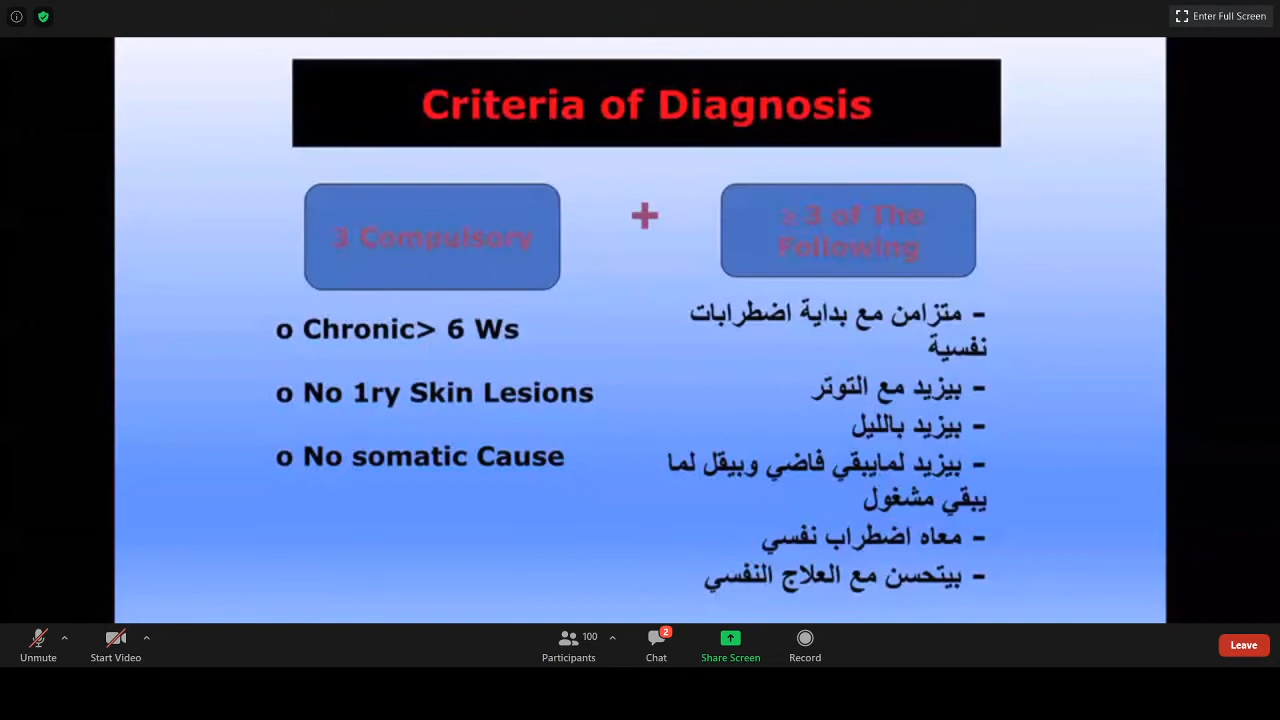 Enter Full Screen
Criteria of Diagnosis
3 Compulsory
+
≥ 3 of The
Following
o Chronic> 6 Ws
o No 1ry Skin Lesions
o No somatic Cause
- متزامن مع بداية اضطرابات
نفسية
- بيزيد مع التوتر
- بيزيد بالليل
- بيزيد لمايبقي فاضي وبيقل لما
يبقي مشغول
- معاه اضطراب نفسي
- بيتحسن مع العلاج النفسي
Unmute
Start Video
100
Participants
2
Chat
Share Screen
Record
Leave